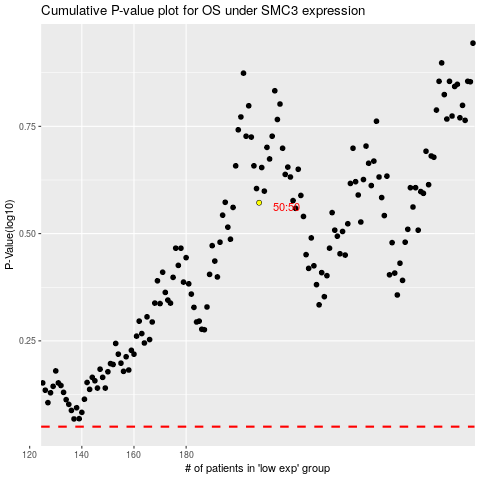 Cumulative P-value plot for OS under SMC3 expression
P-Value(log10)
0.75
0.50
0.25
50:50
120 140 160 180
# of patients in 'low exp' group